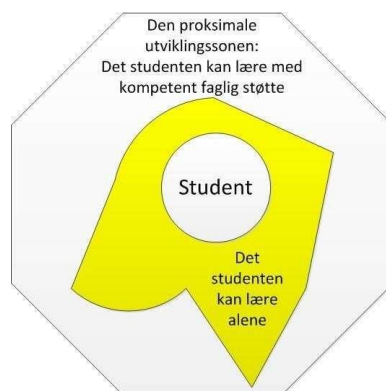 Den proksimale
utviklingssonen:
Det studenten kan lære med
kompetent faglig støtte
Student
Det
studenten
kan lære
alene